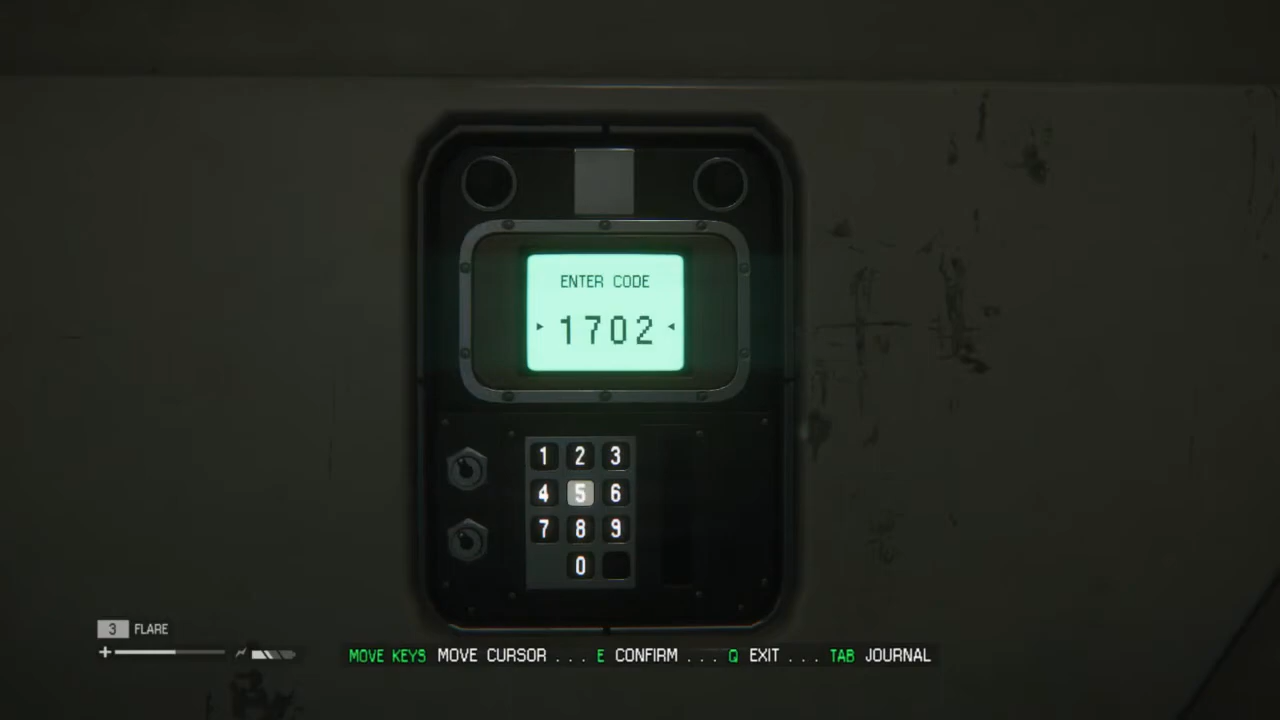 ENTER CODE
1702
1 2 3
4 5 6
7 8 9
0
3 FLARE
MOVE KEYS MOVE CURSOR . . . E CONFIRM . . . Q EXIT . . . TAB JOURNAL